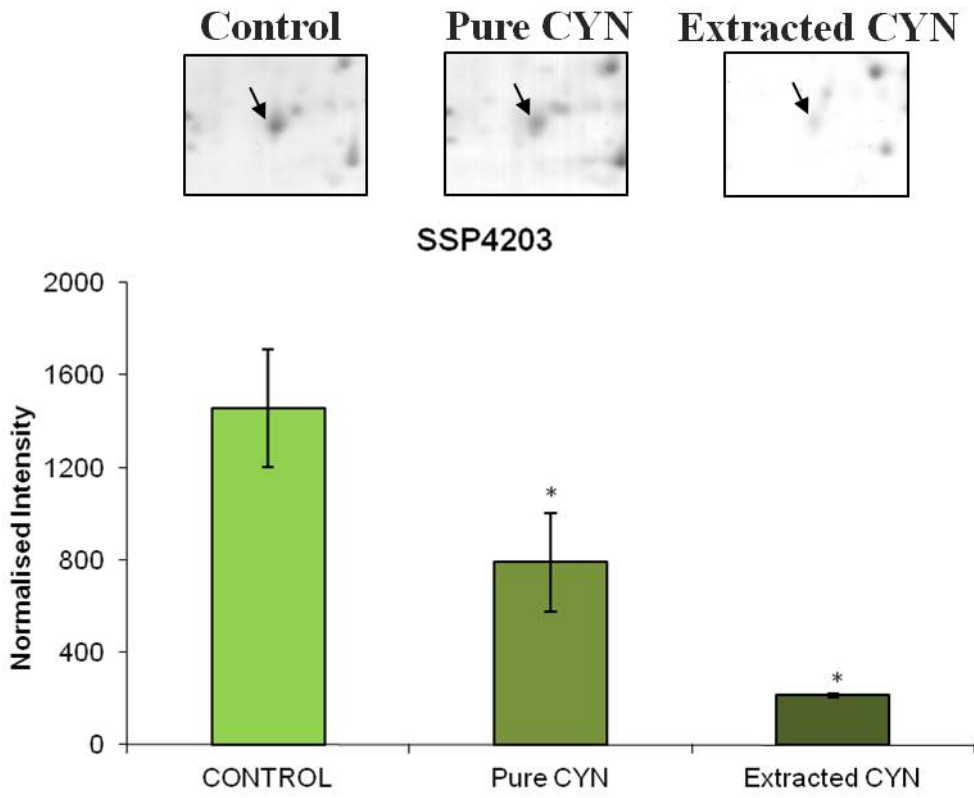 Control Pure CYN Extracted CYN
SSP4203
Normalised Intensity
2000
1600
1200
800
400
0
*
*
CONTROL Pure CYN Extracted CYN